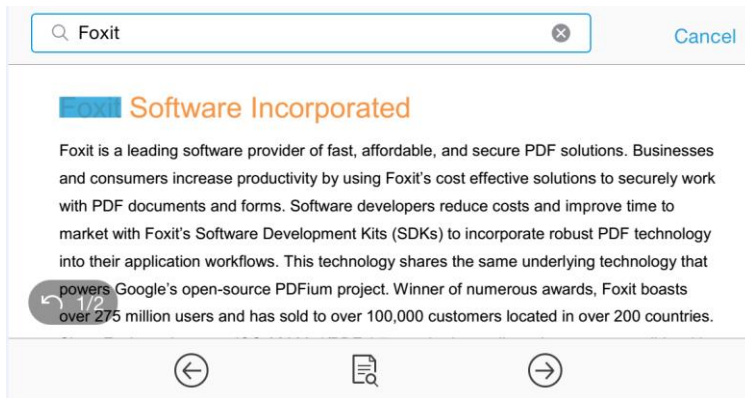 Foxit
Cancel
Foxit Software Incorporated
Foxit is a leading software provider of fast, affordable, and secure PDF solutions. Businesses
and consumers increase productivity by using Foxit's cost effective solutions to securely work
with PDF documents and forms. Software developers reduce costs and improve time to
market with Foxit's Software Development Kits (SDKs) to incorporate robust PDF technology
into their application workflows. This technology shares the same underlying technology that
powers Google's open-source PDFium project. Winner of numerous awards, Foxit boasts
1/2
over 275 million users and has sold to over 100,000 customers located in over 200 countries.